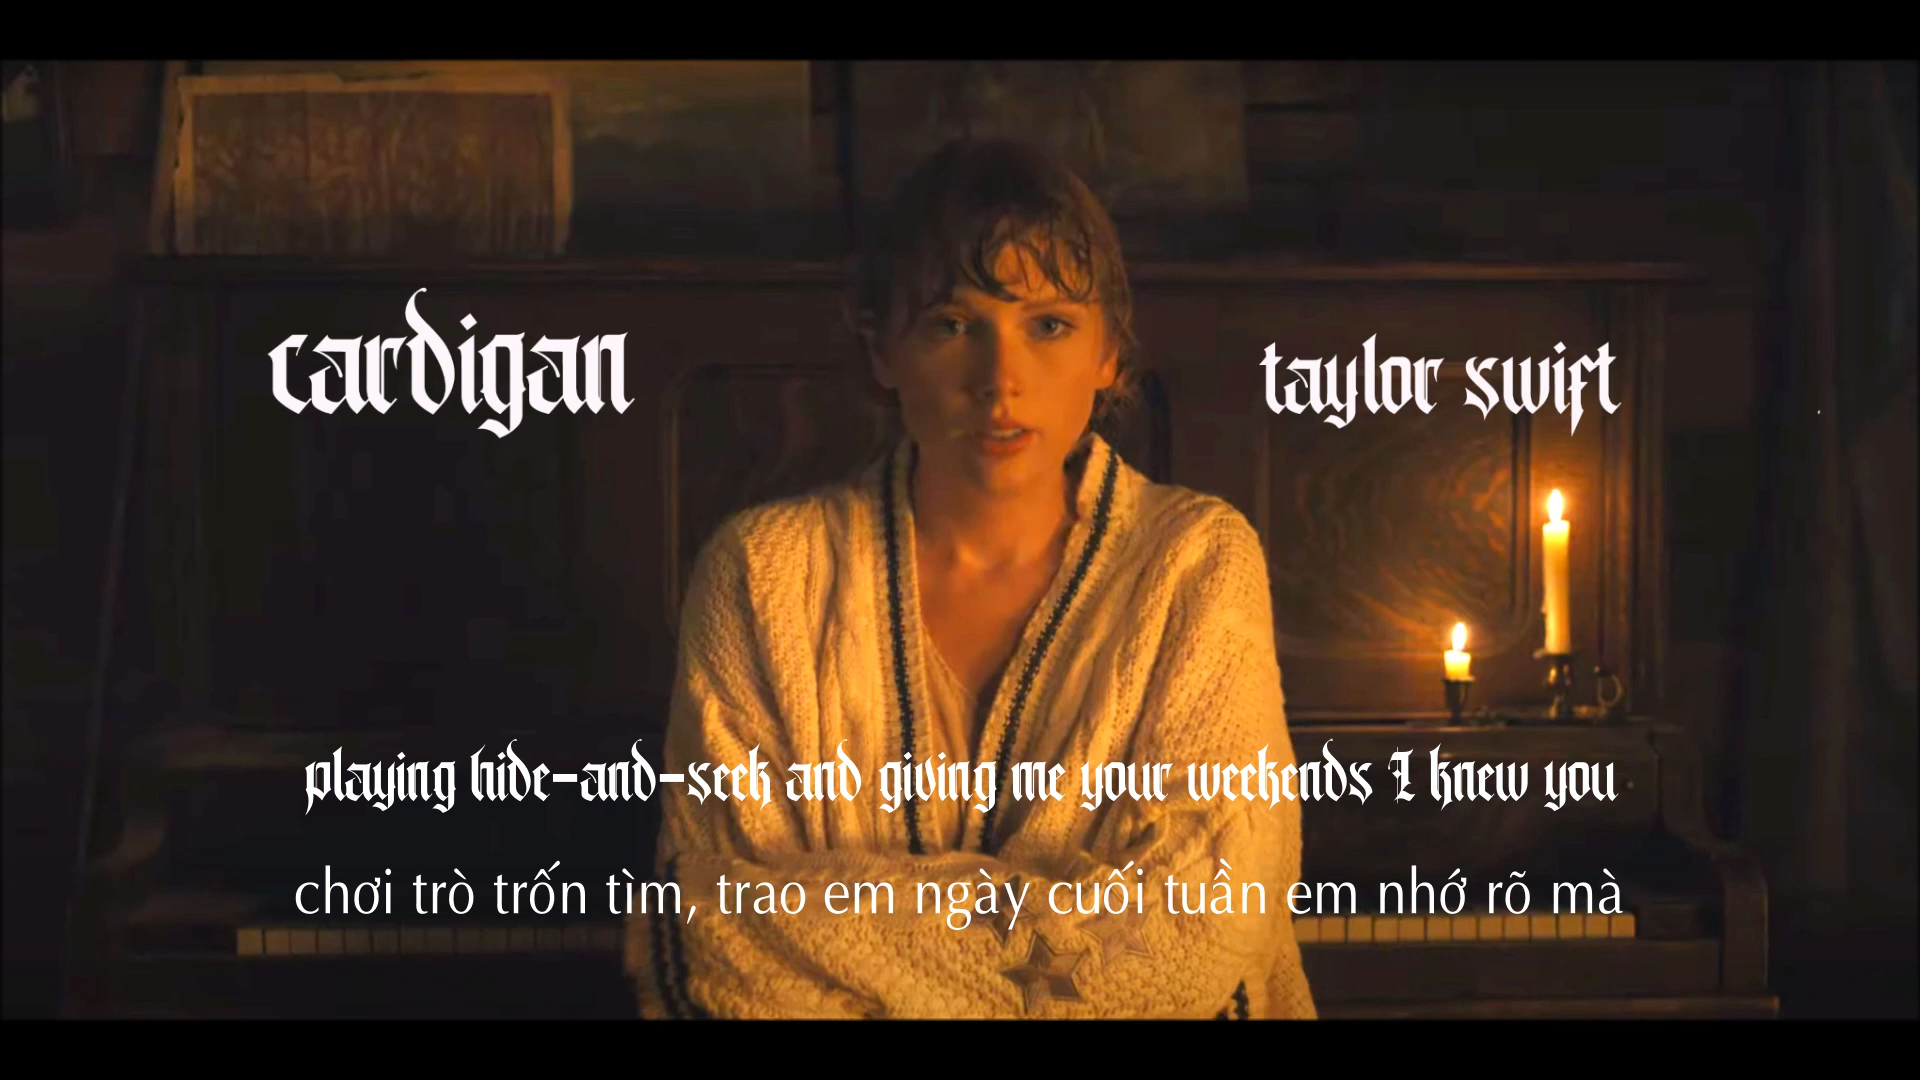 cardigan
taylor swift
playing hide-and-seek and giving me your weekends I knew you
chơi trò trốn tìm, trao em ngày cuối tuần em nhớ rõ mà